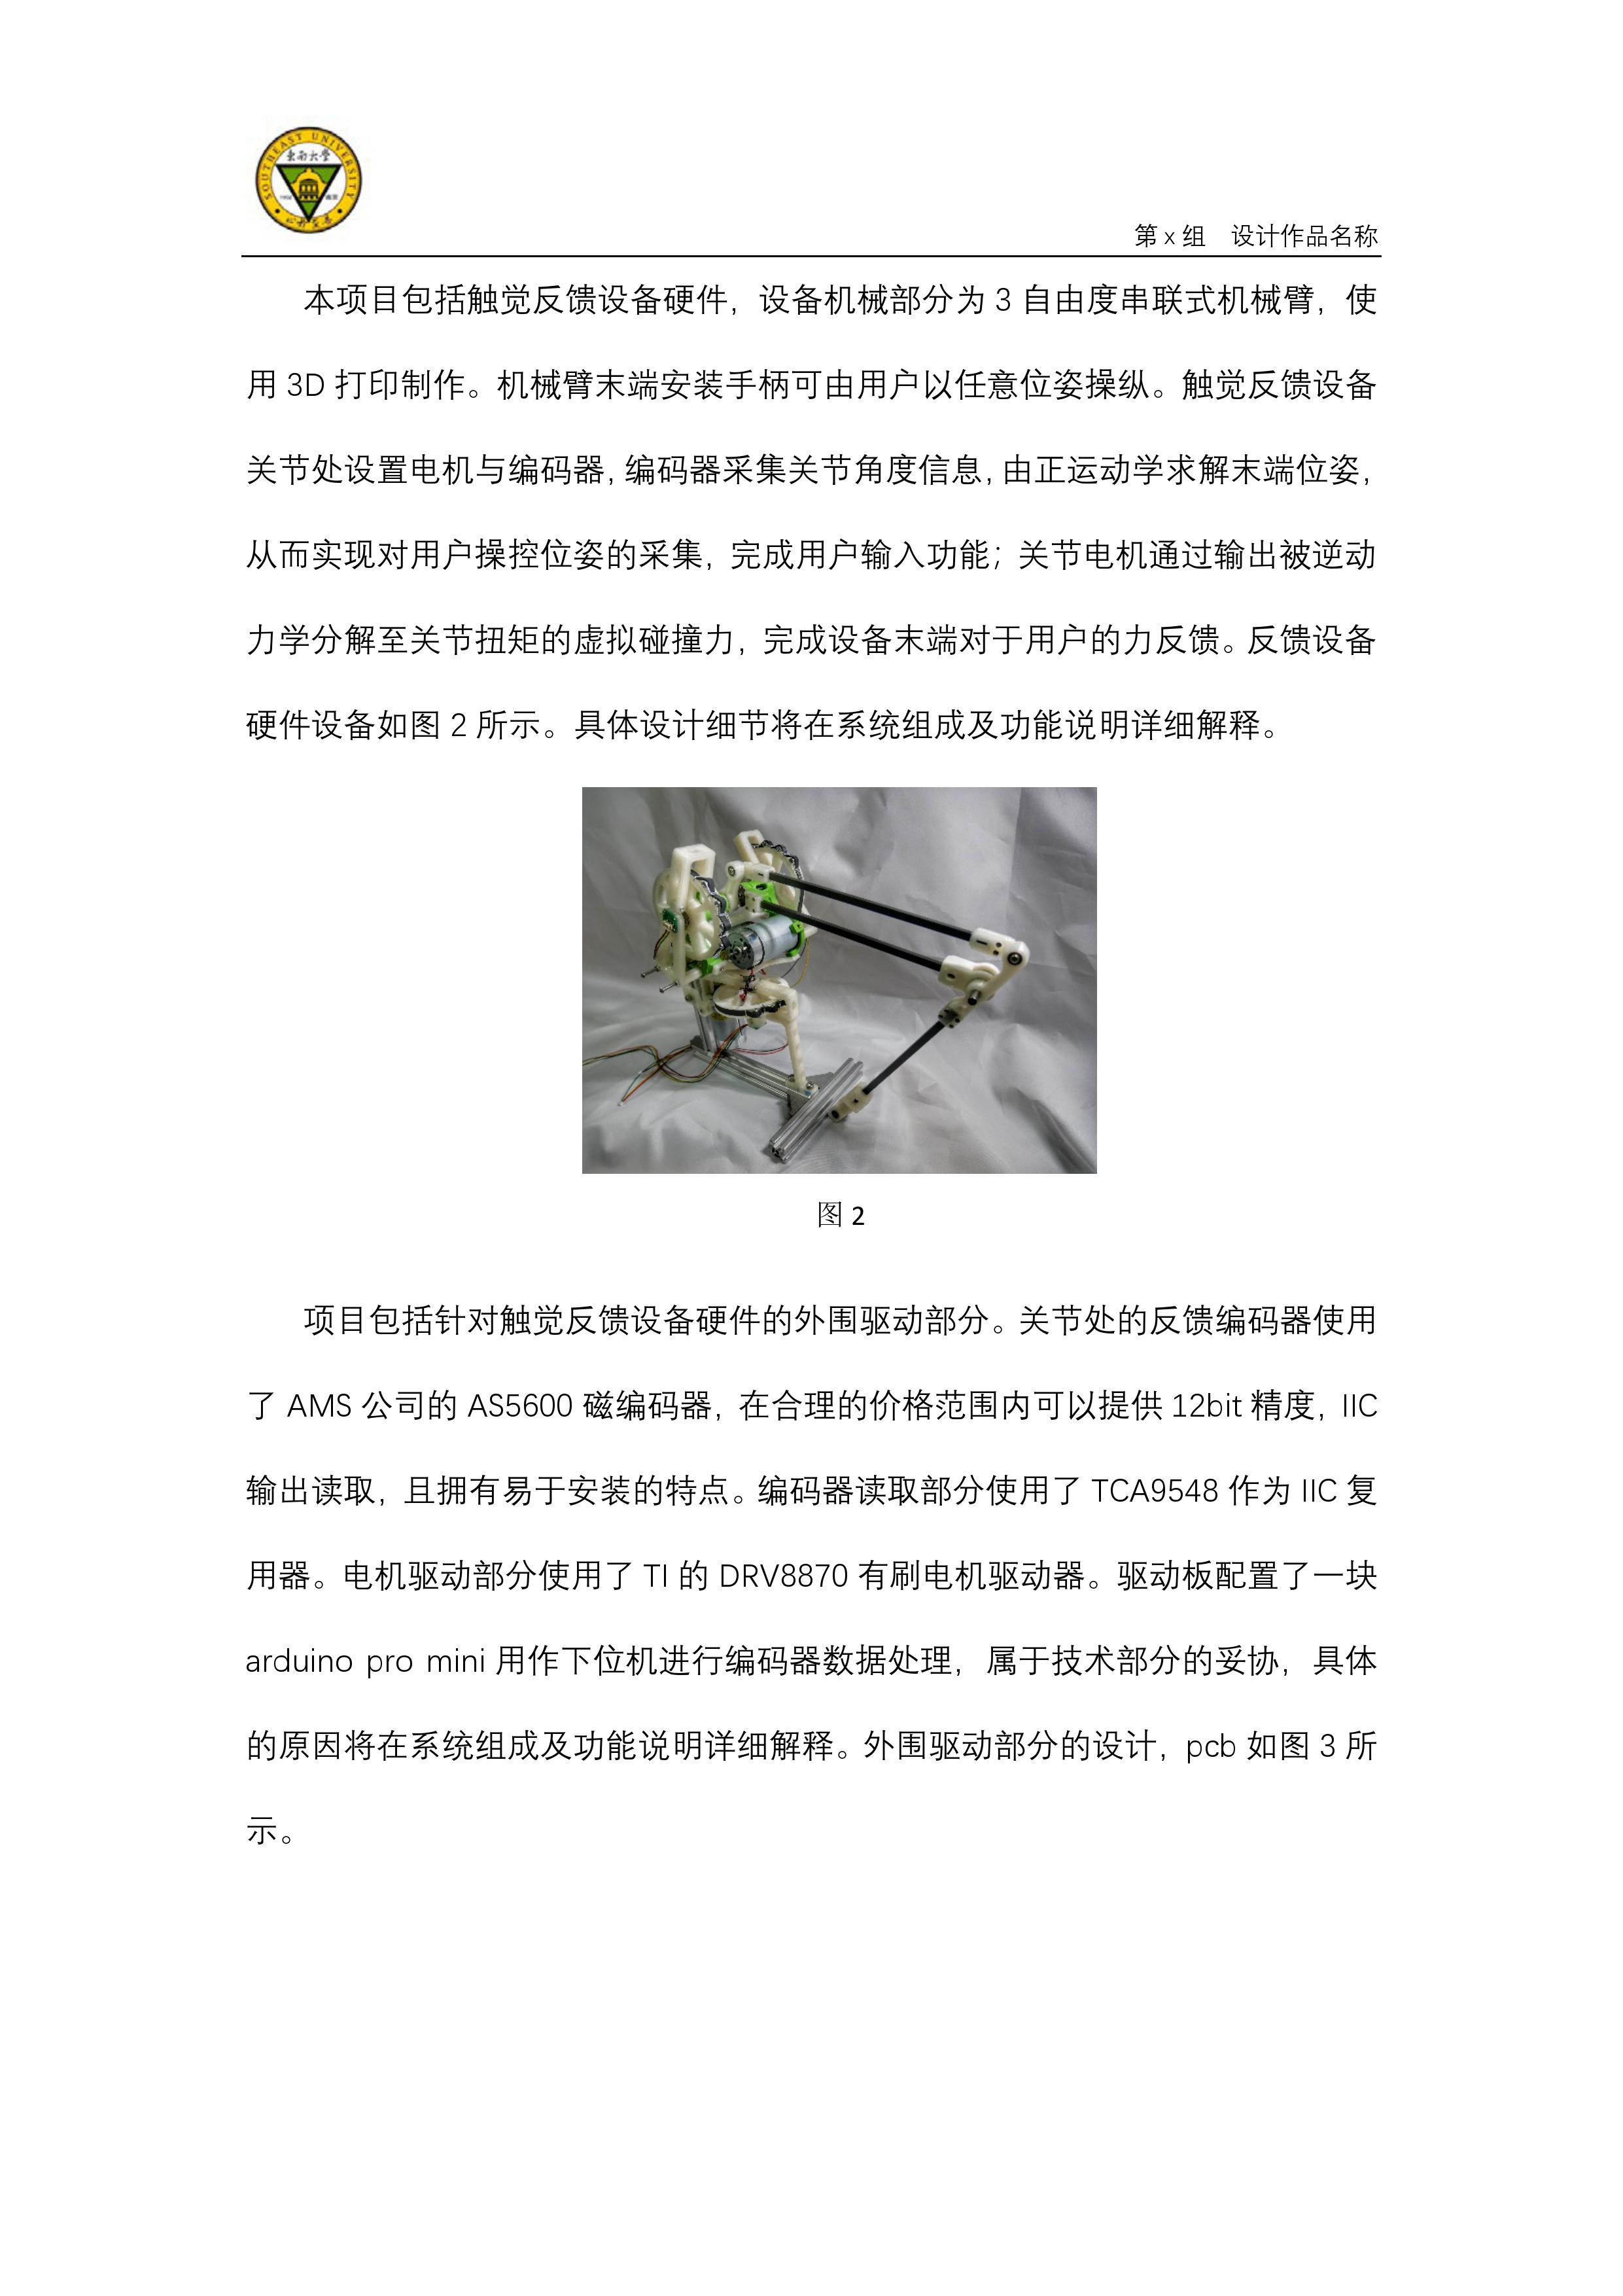 SOUTHEAST UNIVERSITY
东南大学
1902 南京
第 x 组 设计作品名称
本项目包括触觉反馈设备硬件，设备机械部分为 3 自由度串联式机械臂，使
用 3D 打印制作。机械臂末端安装手柄可由用户以任意位姿操纵。触觉反馈设备
关节处设置电机与编码器，编码器采集关节角度信息，由正运动学求解末端位姿，
从而实现对用户操控位姿的采集，完成用户输入功能；关节电机通过输出被逆动
力学分解至关节扭矩的虚拟碰撞力，完成设备末端对于用户的力反馈。反馈设备
硬件设备如图 2 所示。具体设计细节将在系统组成及功能说明详细解释。
图 2
项目包括针对触觉反馈设备硬件的外围驱动部分。关节处的反馈编码器使用
了 AMS 公司的 AS5600 磁编码器，在合理的价格范围内可以提供 12bit 精度，IIC
输出读取，且拥有易于安装的特点。编码器读取部分使用了 TCA9548 作为 IIC 复
用器。电机驱动部分使用了 TI 的 DRV8870 有刷电机驱动器。驱动板配置了一块
arduino pro mini 用作下位机进行编码器数据处理，属于技术部分的妥协，具体
的原因将在系统组成及功能说明详细解释。外围驱动部分的设计，pcb 如图 3 所
示。